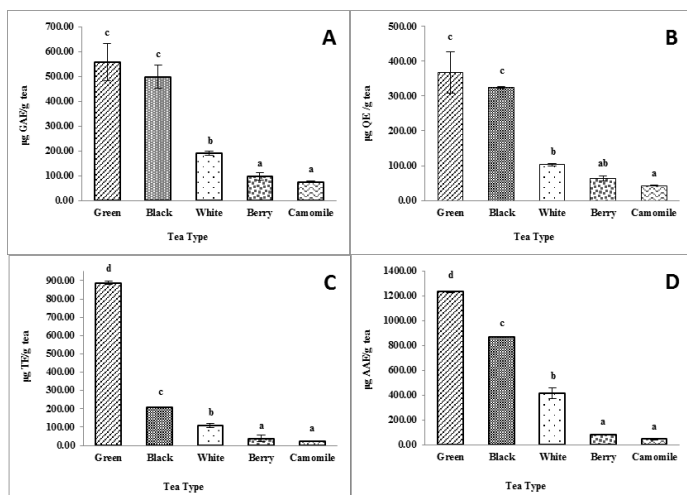 A
µg GAE/g tea
700.00
600.00
500.00
400.00
300.00
200.00
100.00
0.00
c c b a a
Green Black White Berry Camomile
Tea Type
B
µg QE /g tea
500.00
400.00
300.00
200.00
100.00
0.00
c c b ab a
Green Black White Berry Camomile
Tea Type
C
µg TE/g tea
900.00
800.00
700.00
600.00
500.00
400.00
300.00
200.00
100.00
0.00
d c b a a
Green Black White Berry Camomile
Tea Type
D
µg AAE/g tea
1400.00
1200.00
1000.00
800.00
600.00
400.00
200.00
0.00
d c b a a
Green Black White Berry Camomile
Tea Type